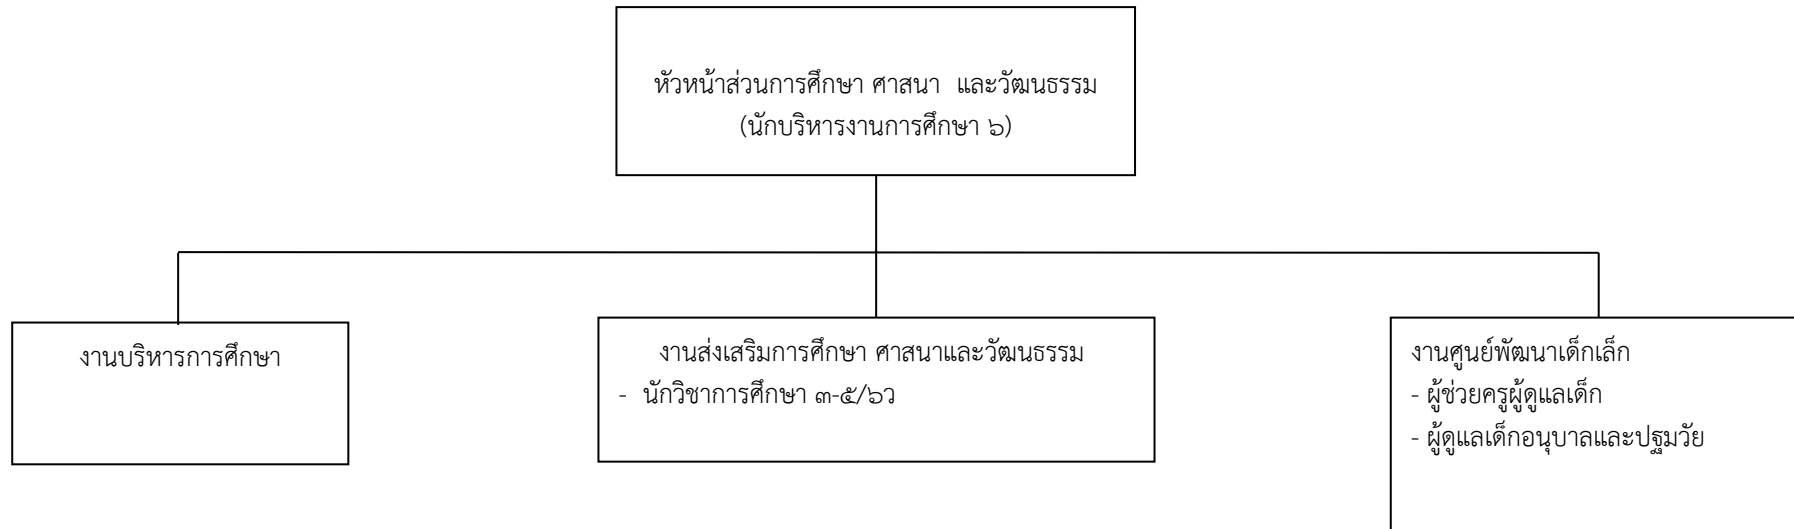 หัวหน้าส่วนการศึกษา ศาสนา และวัฒนธรรม
(นักบริหารงานการศึกษา ๖)
งานบริหารการศึกษา
งานส่งเสริมการศึกษา ศาสนาและวัฒนธรรม
- นักวิชาการศึกษา ๓-๕/๖ว
งานศูนย์พัฒนาเด็กเล็ก
- ผู้ช่วยครูผู้ดูแลเด็ก
- ผู้ดูแลเด็กอนุบาลและปฐมวัย